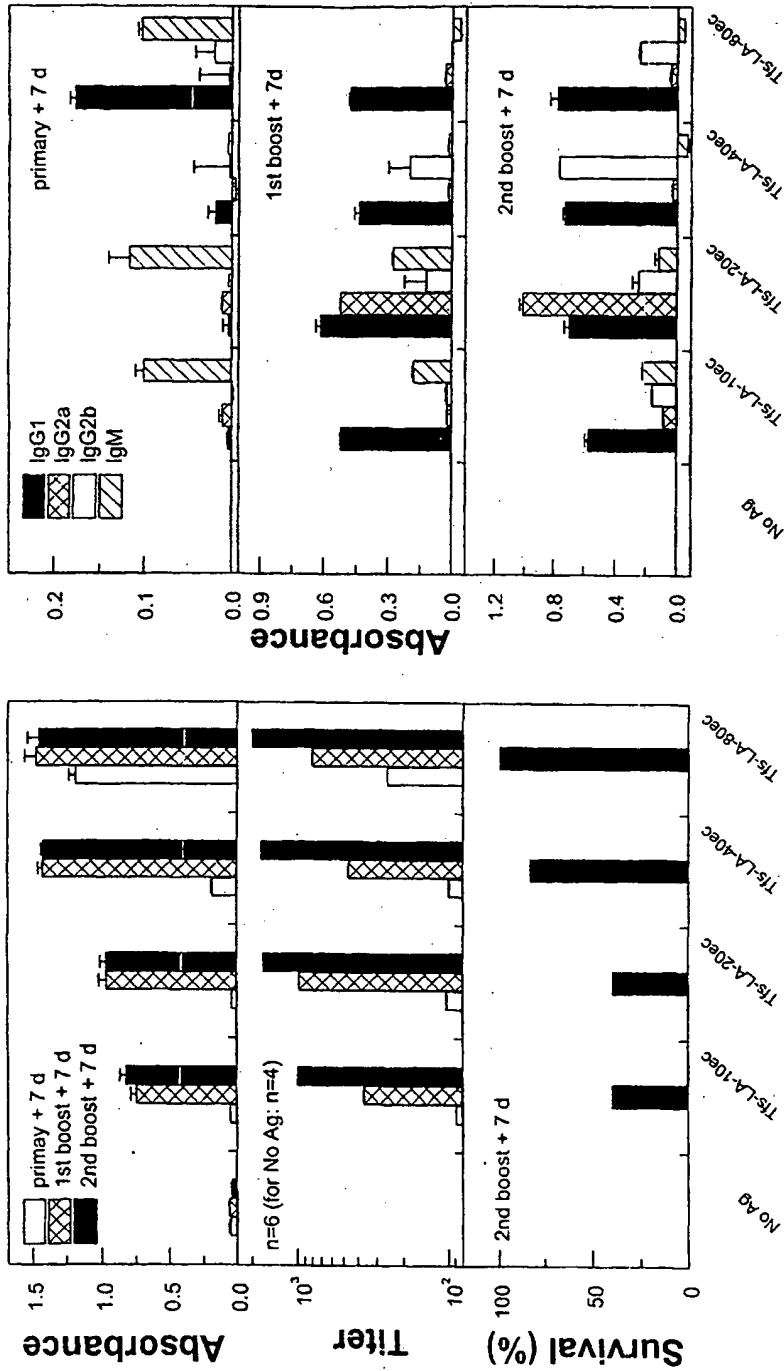 primay + 7 d
1st boost + 7 d
2nd boost + 7 d
Absorbance
1.5
1.0
0.5
0.0
n=6 (for No Ag: n=4)
Titer
10³
10²
2nd boost + 7 d
Survival (%)
100
50
0
No Ag
Tfs-LA-10ec
Tfs-LA-20ec
Tfs-LA-40ec
Tfs-LA-80ec
IgG1
IgG2a
IgG2b
IgM
primary + 7 d
0.2
0.1
0.0
1st boost + 7d
Absorbance
0.9
0.6
0.3
0.0
2nd boost + 7 d
1.2
0.8
0.4
0.0
No Ag
Tfs-LA-10ec
Tfs-LA-20ec
Tfs-LA-40ec
Tfs-LA-80ec